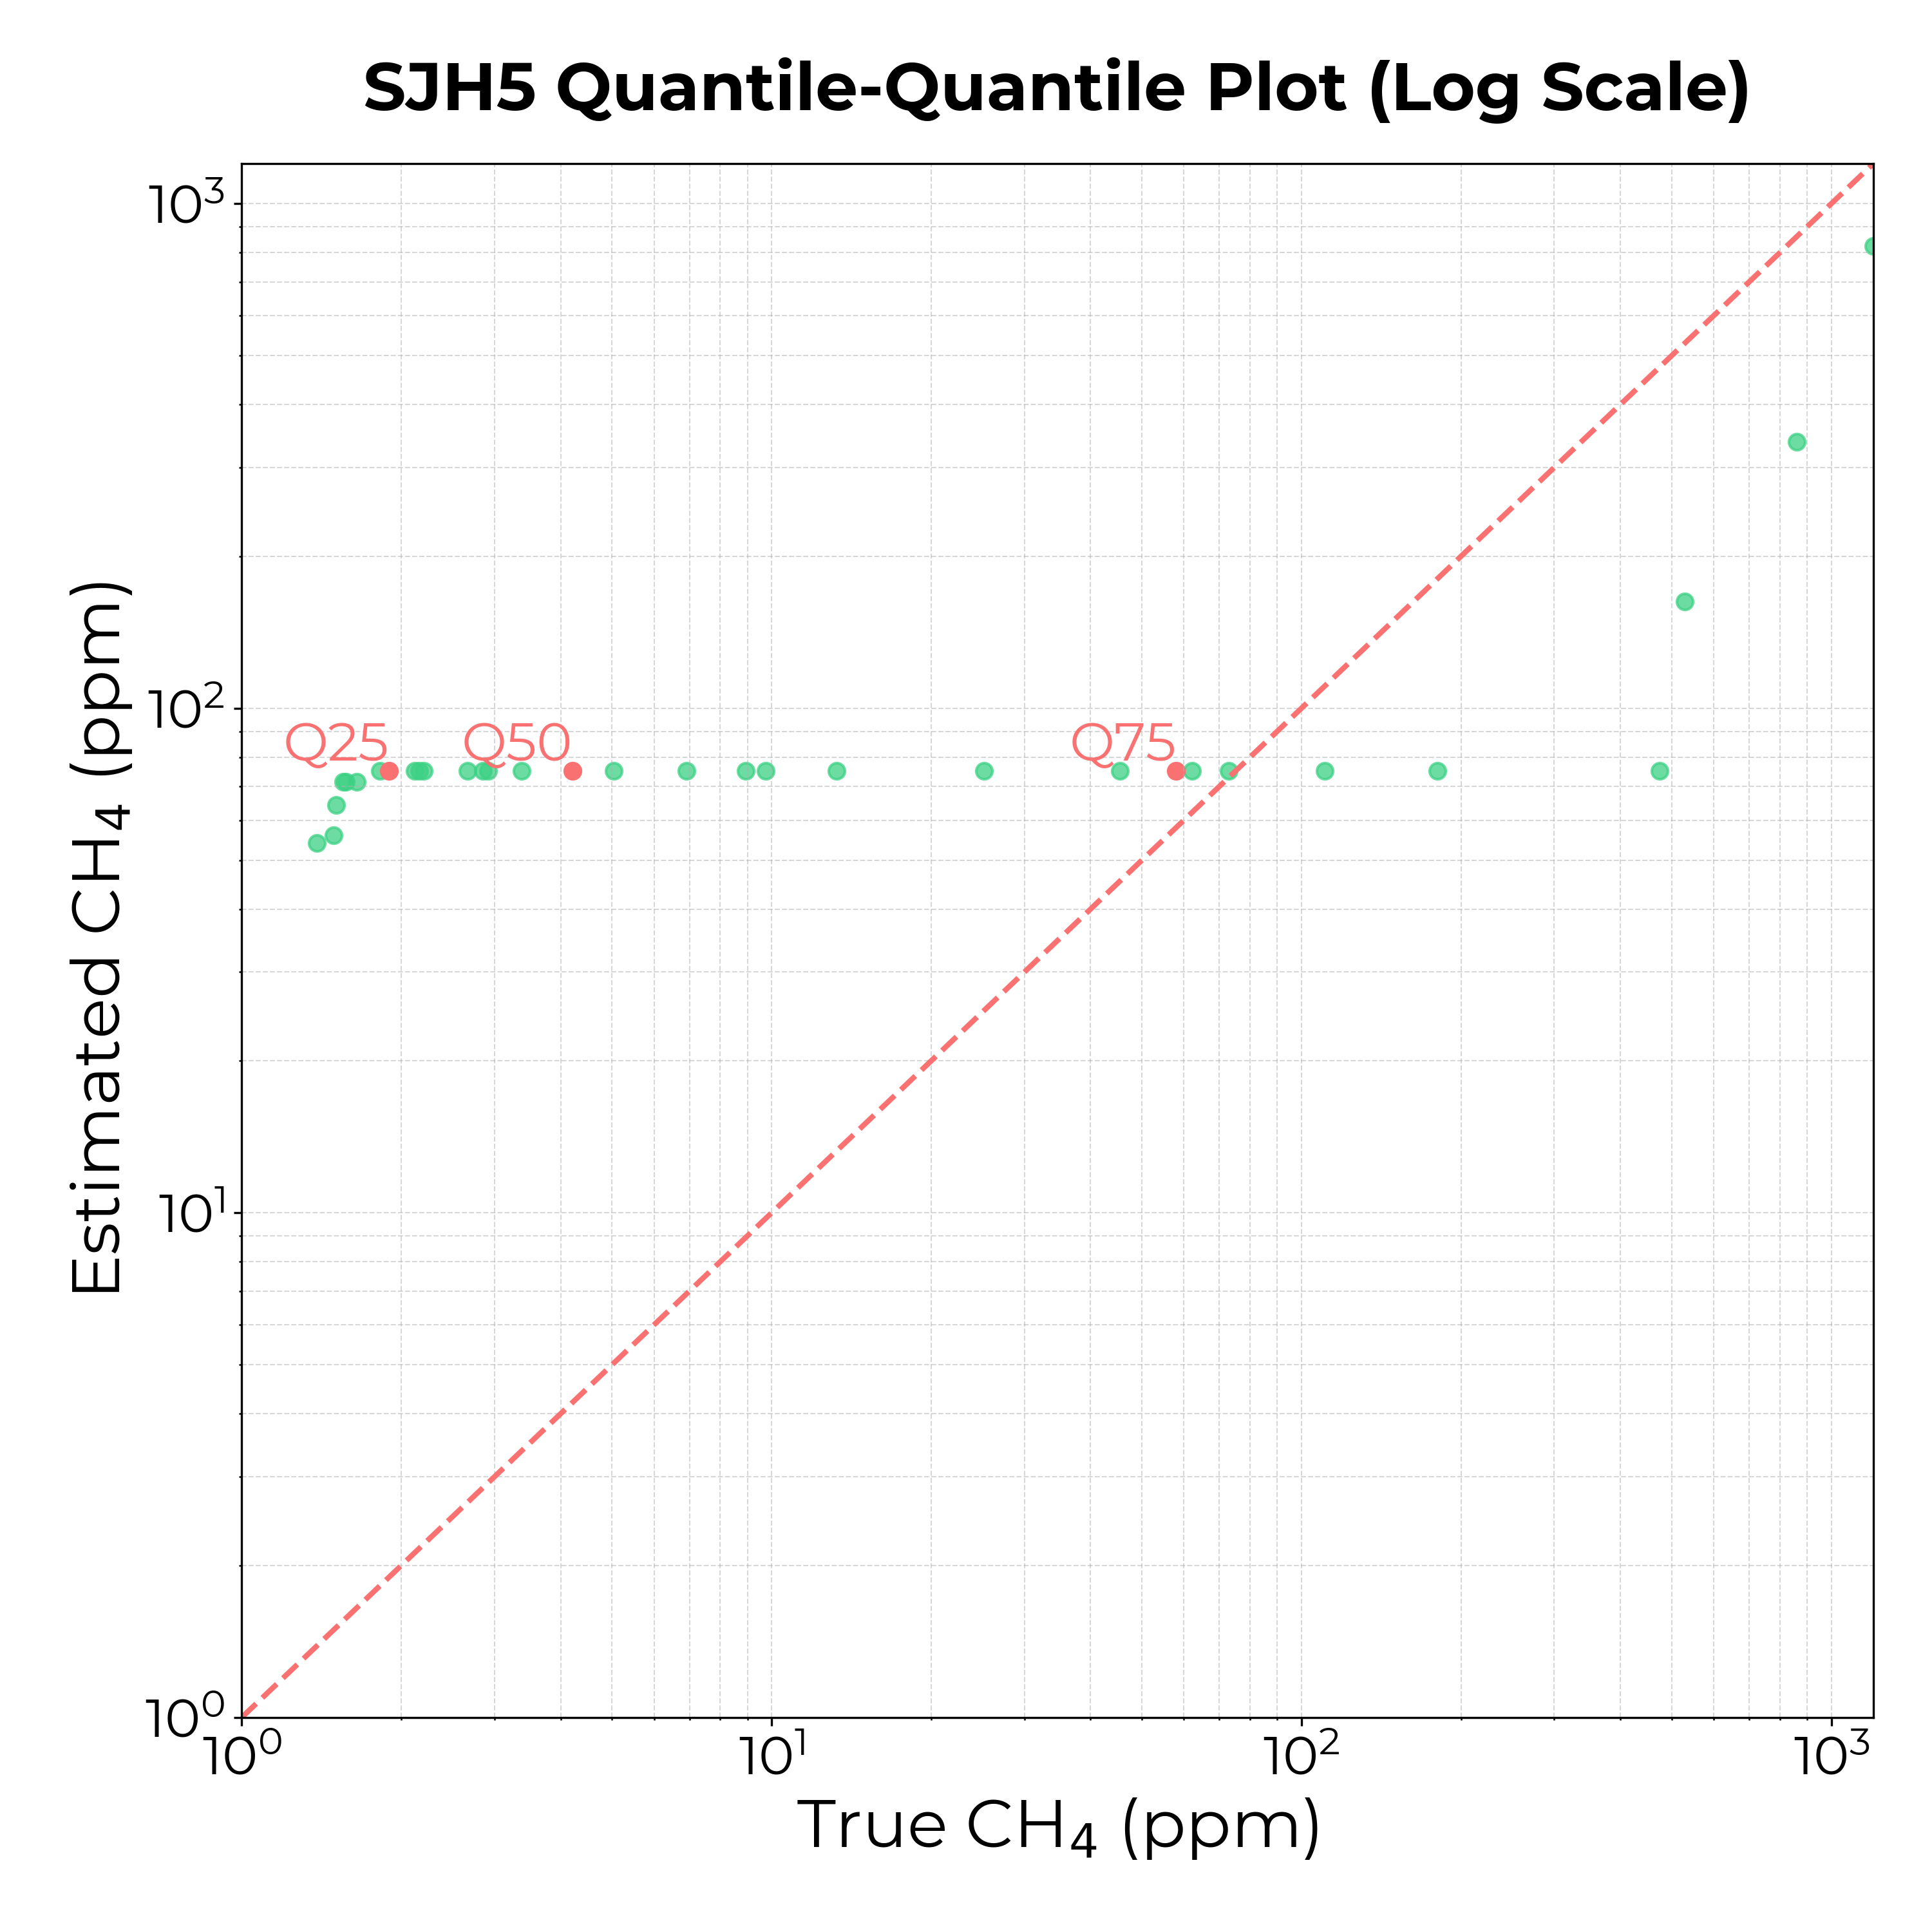 SJH5 Quantile-Quantile Plot (Log Scale)
Estimated CH₄ (ppm)
10³
10²
10¹
10⁰
Q25
Q50
Q75
10⁰
10¹
10²
10³
True CH₄ (ppm)